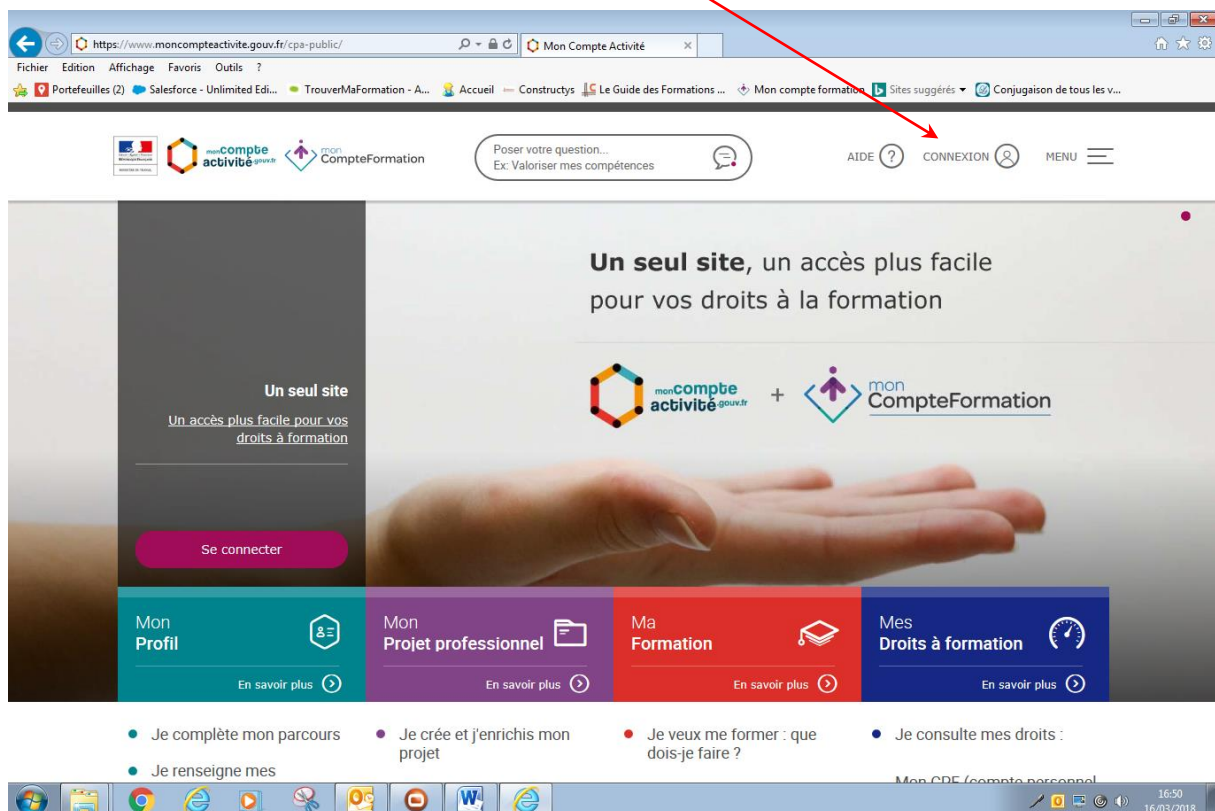 https://www.moncompteactivite.gouv.fr/cpa-public/
Mon Compte Activité
Fichier Edition Affichage Favoris Outils ?
Portefeuilles (2) Salesforce - Unlimited Edi... TrouverMaFormation - A... Accueil Constructys Le Guide des Formations ... Mon compte formation Sites suggérés Conjugaison de tous les v...
moncompte
activité.gouv.fr
mon
CompteFormation
Poser votre question...
Ex: Valoriser mes compétences
AIDE ? CONNEXION MENU
Un seul site, un accès plus facile
pour vos droits à la formation
moncompte
activité.gouv.fr
+
mon
CompteFormation
Un seul site
Un accès plus facile pour vos
droits à formation
Se connecter
Mon
Profil
En savoir plus
Mon
Projet professionnel
En savoir plus
Ma
Formation
En savoir plus
Mes
Droits à formation
En savoir plus
Je complète mon parcours
Je renseigne mes
Je crée et j'enrichis mon
projet
Je veux me former : que
dois-je faire ?
Je consulte mes droits :
Mon CPF (compte personnel
16:50
16/03/2018